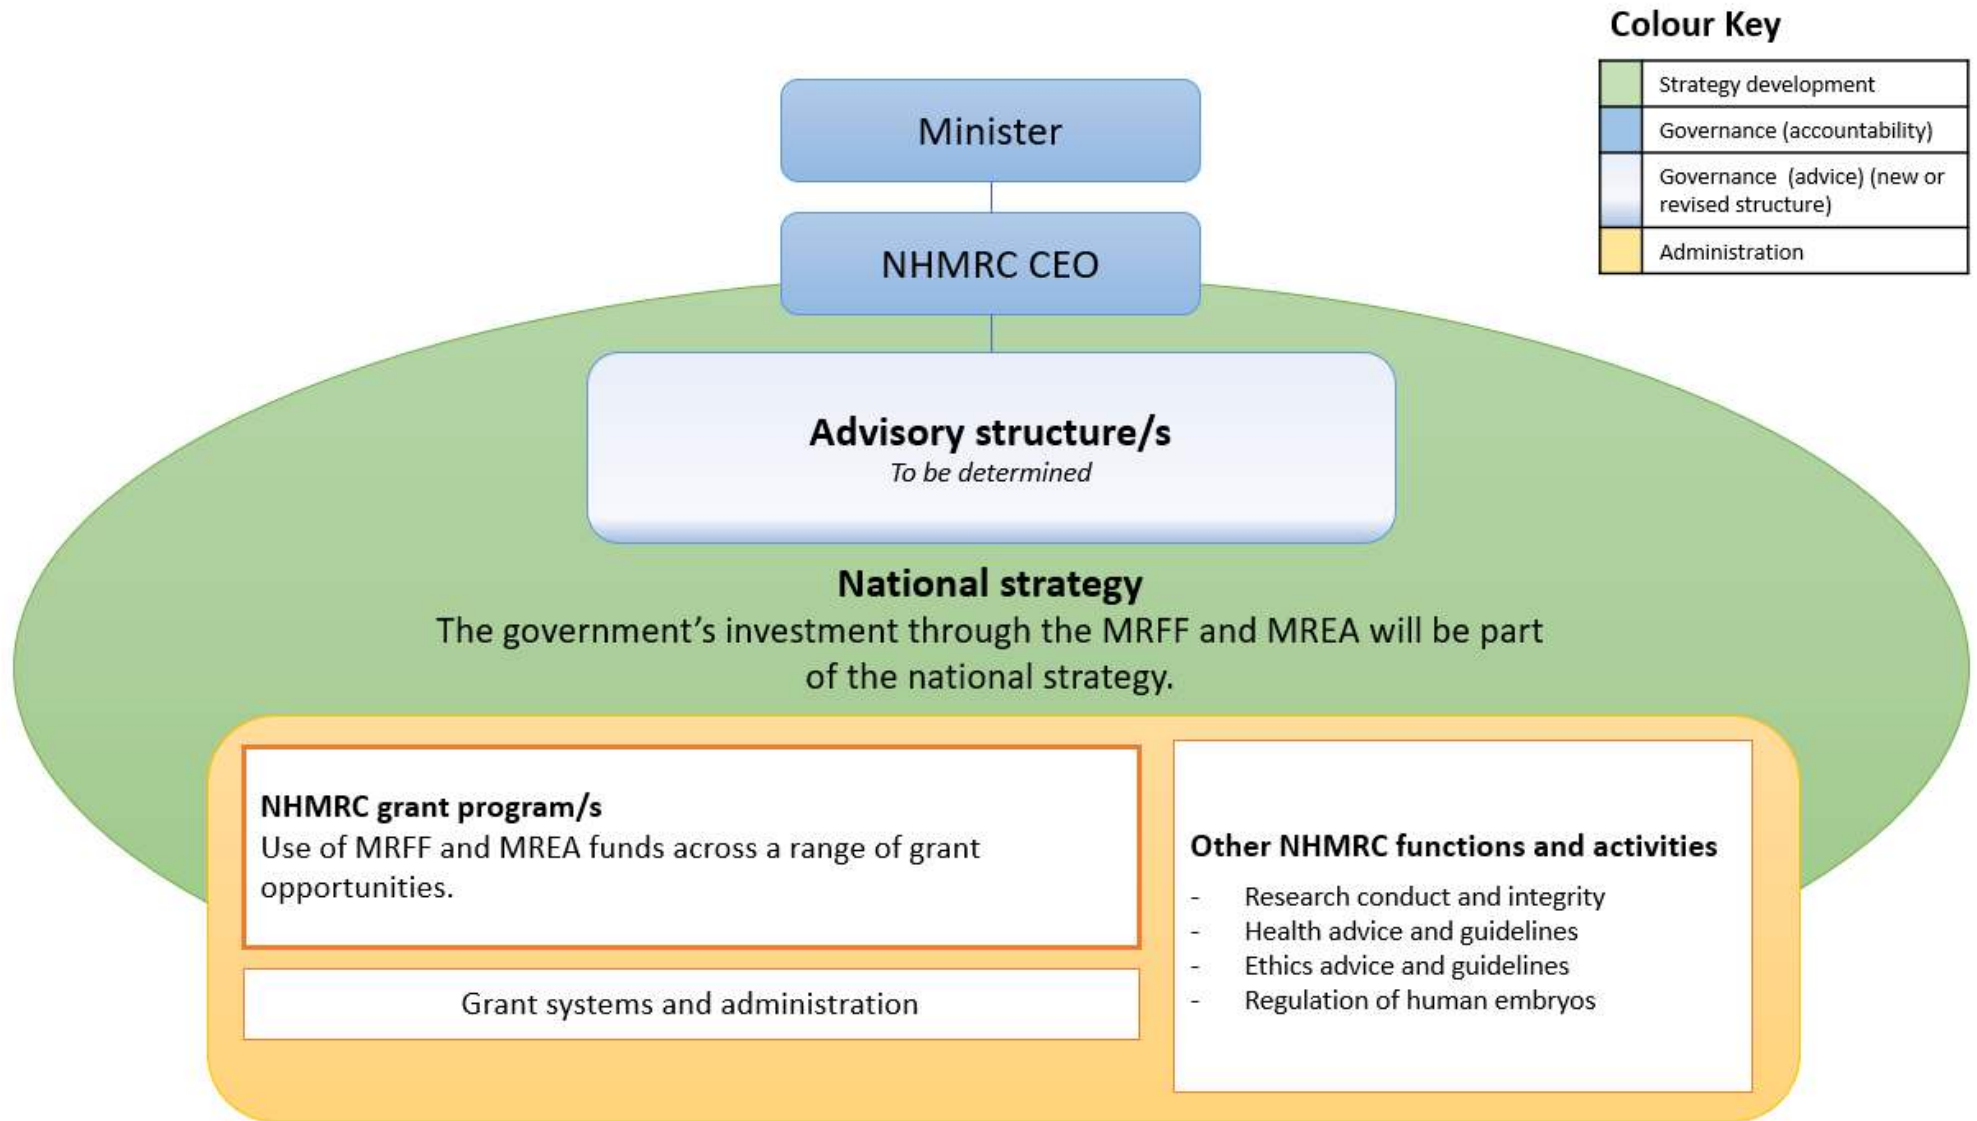 Colour Key
Strategy development
Governance (accountability)
Governance (advice) (new or
revised structure)
Administration
Minister
NHMRC CEO
Advisory structure/s
To be determined
National strategy
The government’s investment through the MRFF and MREA will be part
of the national strategy.
NHMRC grant program/s
Use of MRFF and MREA funds across a range of grant
opportunities.
Grant systems and administration
Other NHMRC functions and activities
- Research conduct and integrity
- Health advice and guidelines
- Ethics advice and guidelines
- Regulation of human embryos